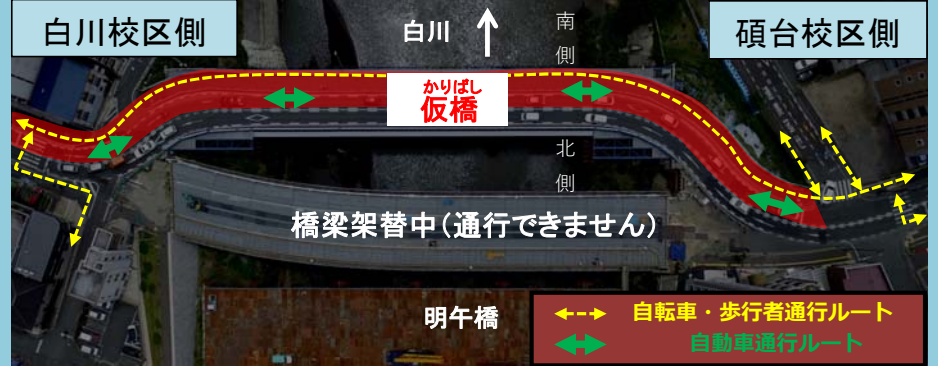 白川校区側
白川
南側
碩台校区側
かりばし
仮橋
北側
橋梁架替中(通行できません)
明午橋
自転車・歩行者通行ルート
自動車通行ルート